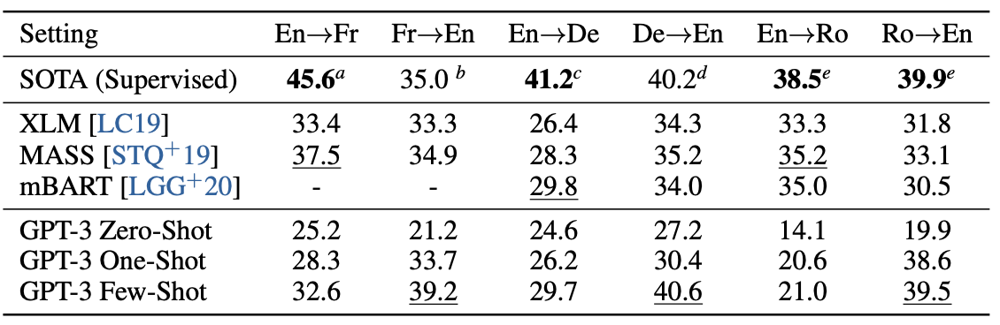 Setting En→Fr Fr→En En→De De→En En→Ro Ro→En
SOTA (Supervised) 45.6ᵃ 35.0 ᵇ 41.2ᶜ 40.2ᵈ 38.5ᵉ 39.9ᵉ
XLM [LC19] 33.4 33.3 26.4 34.3 33.3 31.8
MASS [STQ⁺19] 37.5 34.9 28.3 35.2 35.2 33.1
mBART [LGG⁺20] - - 29.8 34.0 35.0 30.5
GPT-3 Zero-Shot 25.2 21.2 24.6 27.2 14.1 19.9
GPT-3 One-Shot 28.3 33.7 26.2 30.4 20.6 38.6
GPT-3 Few-Shot 32.6 39.2 29.7 40.6 21.0 39.5